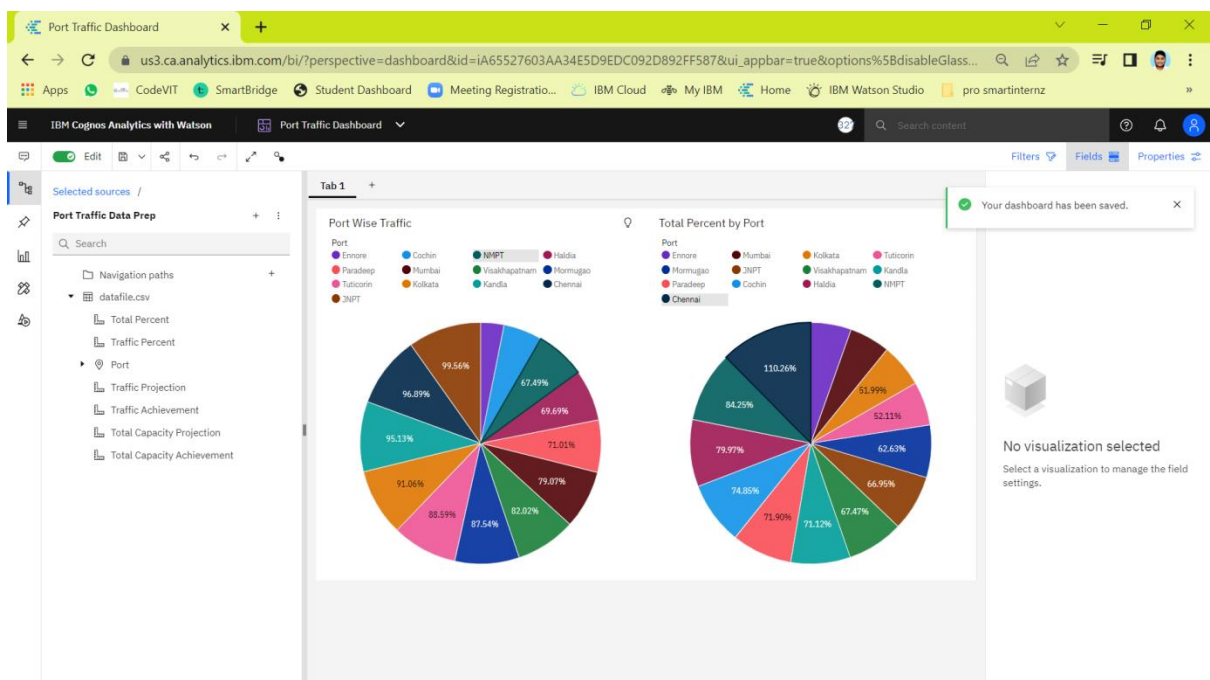 Port Traffic Dashboard
us3.ca.analytics.ibm.com/bi/?perspective=dashboard&id=iA65527603AA34E5D9EDC092D892FF587&ui_appbar=true&options%5BdisableGlass...
Apps CodeVIT SmartBridge Student Dashboard Meeting Registratio... IBM Cloud My IBM Home IBM Watson Studio pro smartinternz »
IBM Cognos Analytics with Watson Port Traffic Dashboard Search content
Edit Filters Fields Properties
Selected sources /
Port Traffic Data Prep
Search
Navigation paths
datafile.csv
Total Percent
Traffic Percent
Port
Traffic Projection
Traffic Achievement
Total Capacity Projection
Total Capacity Achievement
Tab 1 +
Port Wise Traffic
Port
Ennore Cochin NMPT Haldia
Paradeep Mumbai Visakhapatnam Mormugao
Tuticorin Kolkata Kandla Chennai
JNPT
99.56%
67.49%
96.89%
69.69%
95.13%
71.01%
91.06%
79.07%
88.59%
87.54%
82.02%
Total Percent by Port
Port
Ennore Mumbai Kolkata Tuticorin
Mormugao JNPT Visakhapatnam Kandla
Paradeep Cochin Haldia NMPT
Chennai
110.26%
51.99%
84.25%
52.11%
79.97%
62.63%
74.85%
66.95%
71.90%
71.12%
67.47%
Your dashboard has been saved.
No visualization selected
Select a visualization to manage the field
settings.